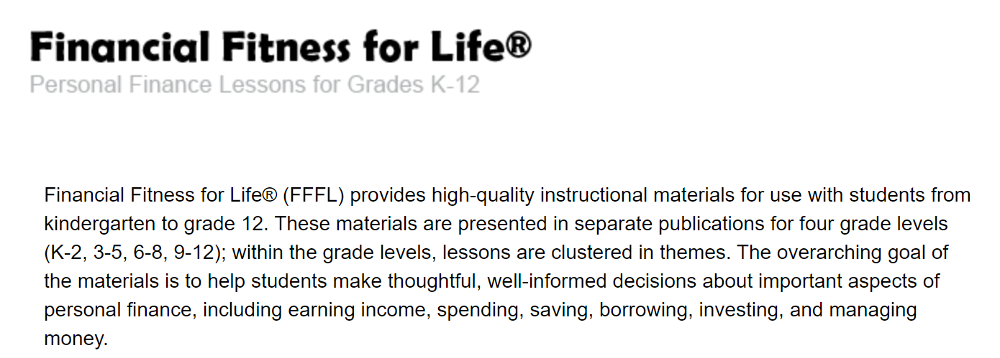 Financial Fitness for Life®
Personal Finance Lessons for Grades K-12
Financial Fitness for Life® (FFFL) provides high-quality instructional materials for use with students from
kindergarten to grade 12. These materials are presented in separate publications for four grade levels
(K-2, 3-5, 6-8, 9-12); within the grade levels, lessons are clustered in themes. The overarching goal of
the materials is to help students make thoughtful, well-informed decisions about important aspects of
personal finance, including earning income, spending, saving, borrowing, investing, and managing
money.